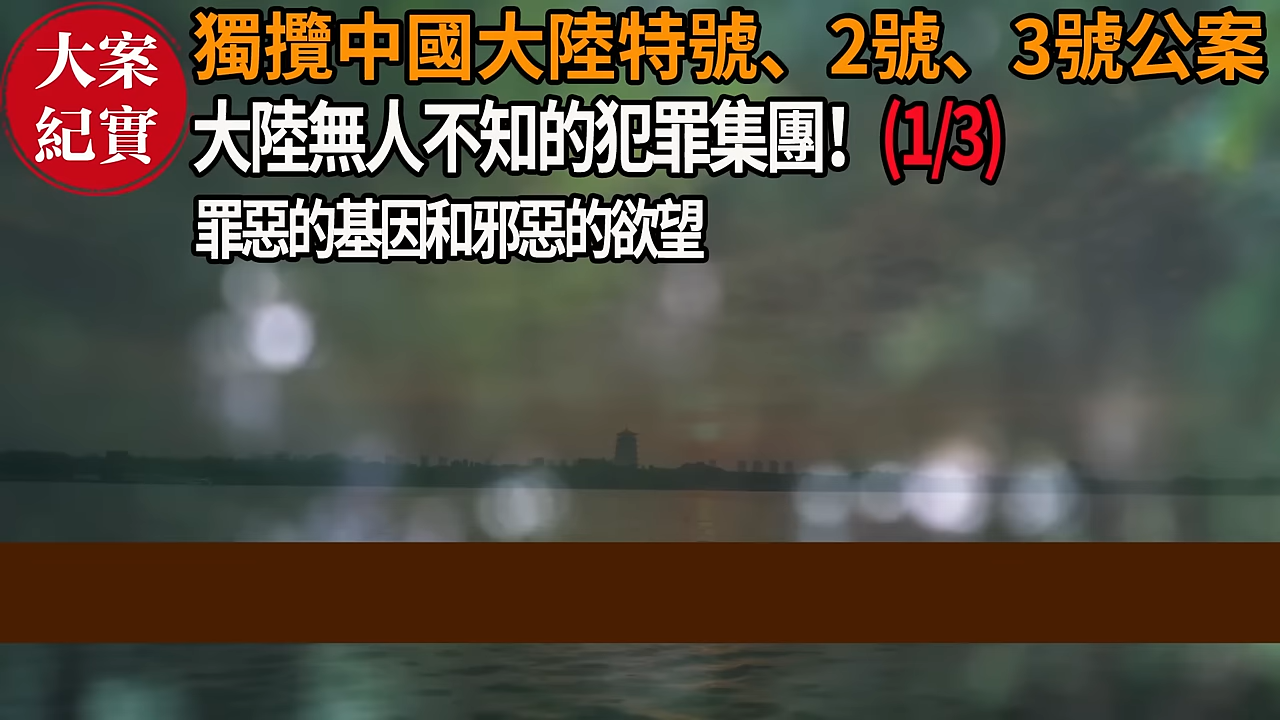 大案
紀實
獨攬中國大陸特號、2號、3號公案
大陸無人不知的犯罪集團！(1/3)
罪惡的基因和邪惡的欲望